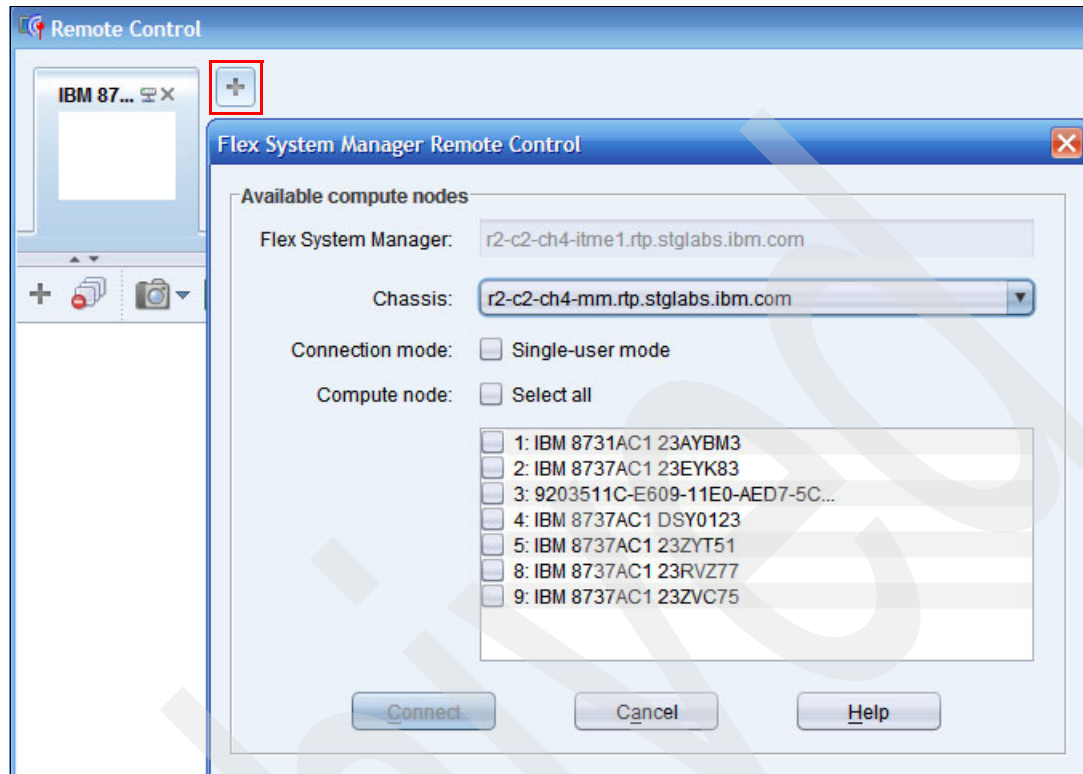 Remote Control
IBM 87...
Flex System Manager Remote Control
Available compute nodes
Flex System Manager: r2-c2-ch4-itme1.rtp.stglabs.ibm.com
Chassis: r2-c2-ch4-mm.rtp.stglabs.ibm.com
Connection mode: Single-user mode
Compute node: Select all
1: IBM 8731AC1 23AYBM3
2: IBM 8737AC1 23EYK83
3: 9203511C-E609-11E0-AED7-5C...
4: IBM 8737AC1 DSY0123
5: IBM 8737AC1 23ZYT51
8: IBM 8737AC1 23RVZ77
9: IBM 8737AC1 23ZVC75
Connect Cancel Help